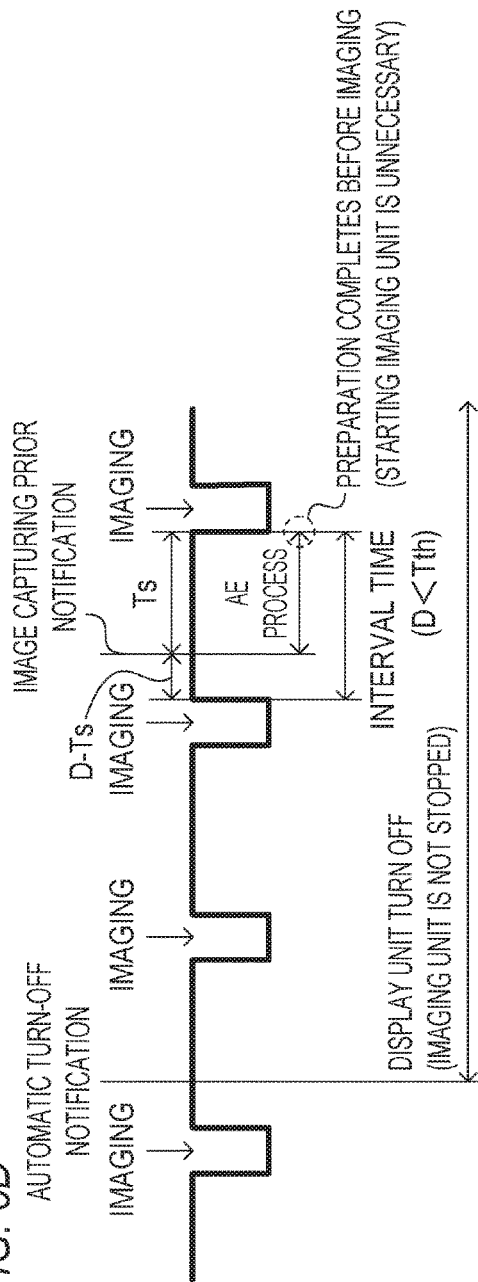 AUTOMATIC TURN-OFF
NOTIFICATION
IMAGING
IMAGING
IMAGING
IMAGING
D-Ts
IMAGE CAPTURING PRIOR
NOTIFICATION
Ts
AE
PROCESS
INTERVAL TIME
(D<Tth)
DISPLAY UNIT TURN OFF
(IMAGING UNIT IS NOT STOPPED)
PREPARATION COMPLETES BEFORE IMAGING
(STARTING IMAGING UNIT IS UNNECESSARY)